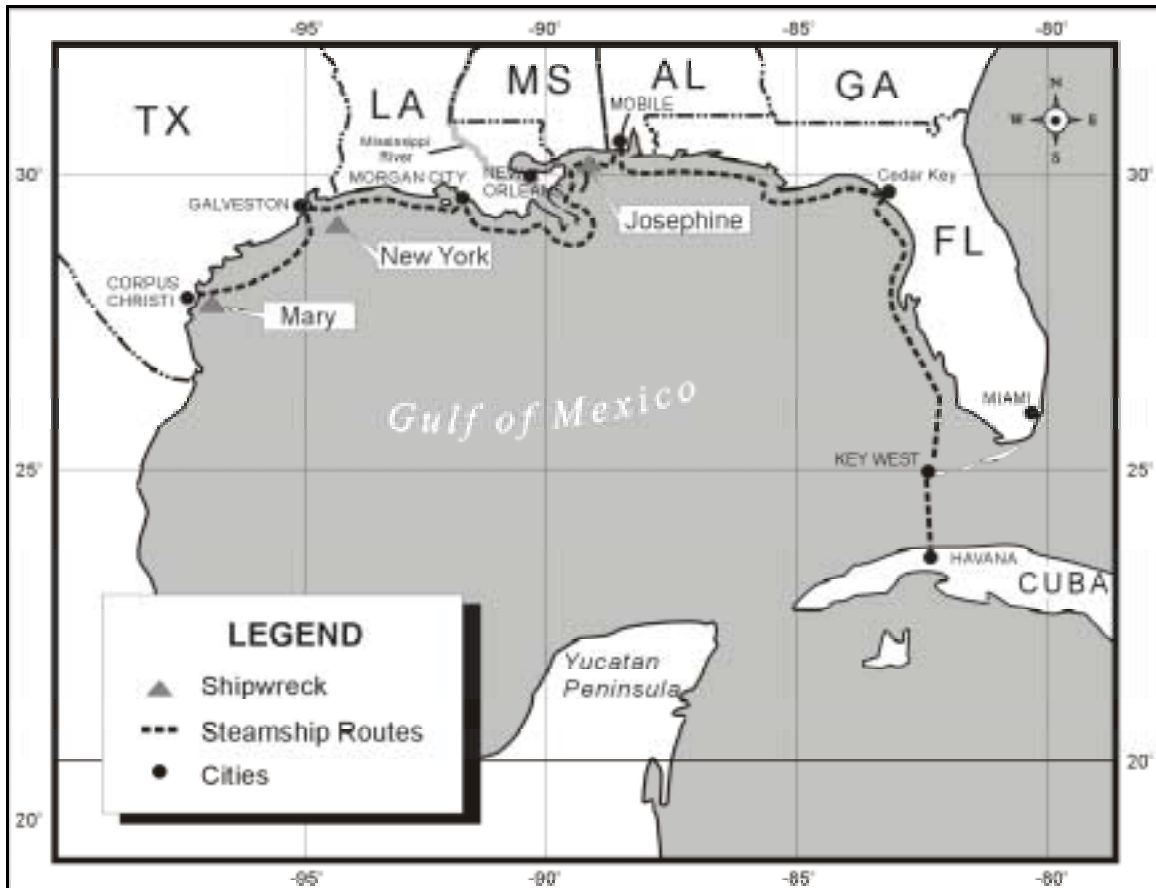 -95°
-90°
-85°
-80°
TX
LA
MS
AL
GA
MOBILE
N
W
E
S
Mississippi
River
30°
30°
NEW
ORLEANS
MORGAN CITY
Cedar Key
GALVESTON
Josephine
New York
FL
CORPUS
CHRISTI
Mary
Gulf of Mexico
MIAMI
25°
25°
KEY WEST
HAVANA
CUBA
LEGEND
Shipwreck
Steamship Routes
Cities
Yucatan
Peninsula
20°
20°
-95°
-90°
-85°
-80°